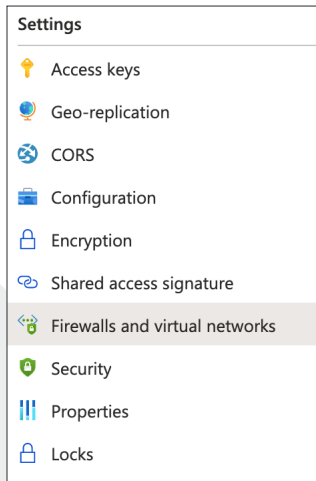 Settings
Access keys
Geo-replication
CORS
Configuration
Encryption
Shared access signature
Firewalls and virtual networks
Security
Properties
Locks